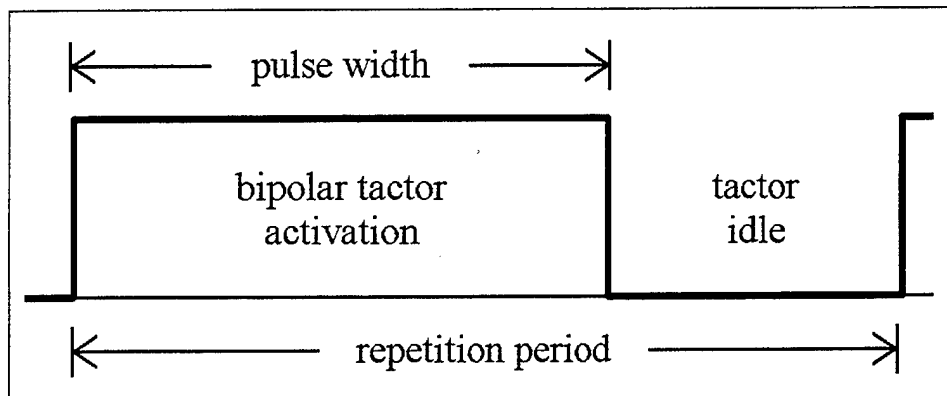 pulse width
bipolar tactor
activation
tactor
idle
repetition period